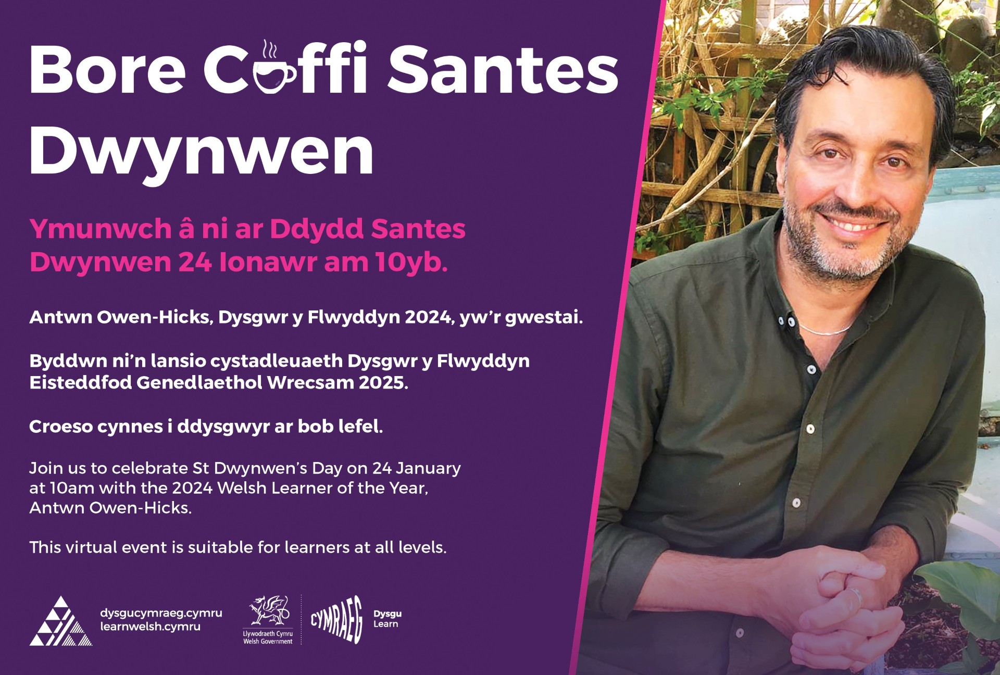 Bore Coffi Santes
Dwynwen
Ymunwch â ni ar Ddydd Santes
Dwynwen 24 Ionawr am 10yb.
Antwn Owen-Hicks, Dysgwr y Flwyddyn 2024, yw’r gwestai.
Byddwn ni’n lansio cystadleuaeth Dysgwr y Flwyddyn
Eisteddfod Genedlaethol Wrecsam 2025.
Croeso cynnes i ddysgwyr ar bob lefel.
Join us to celebrate St Dwynwen’s Day on 24 January
at 10am with the 2024 Welsh Learner of the Year,
Antwn Owen-Hicks.
This virtual event is suitable for learners at all levels.
dysgucymraeg.cymru
learnwelsh.cymru
Llywodraeth Cymru
Welsh Government
CYMRAEG
Dysgu
Learn